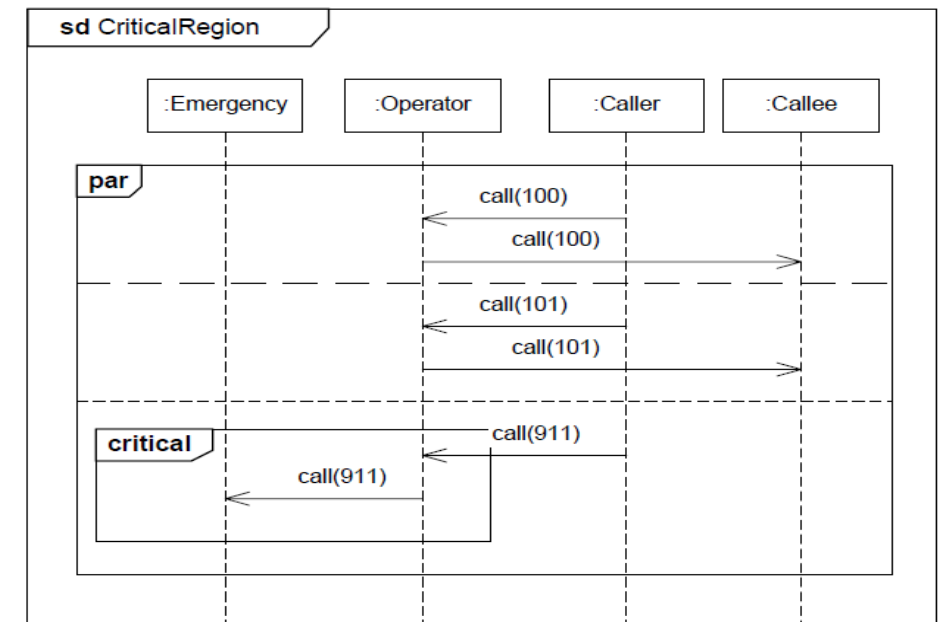 sd CriticalRegion
:Emergency :Operator :Caller :Callee
par
call(100)
call(100)
call(101)
call(101)
critical
call(911)
call(911)